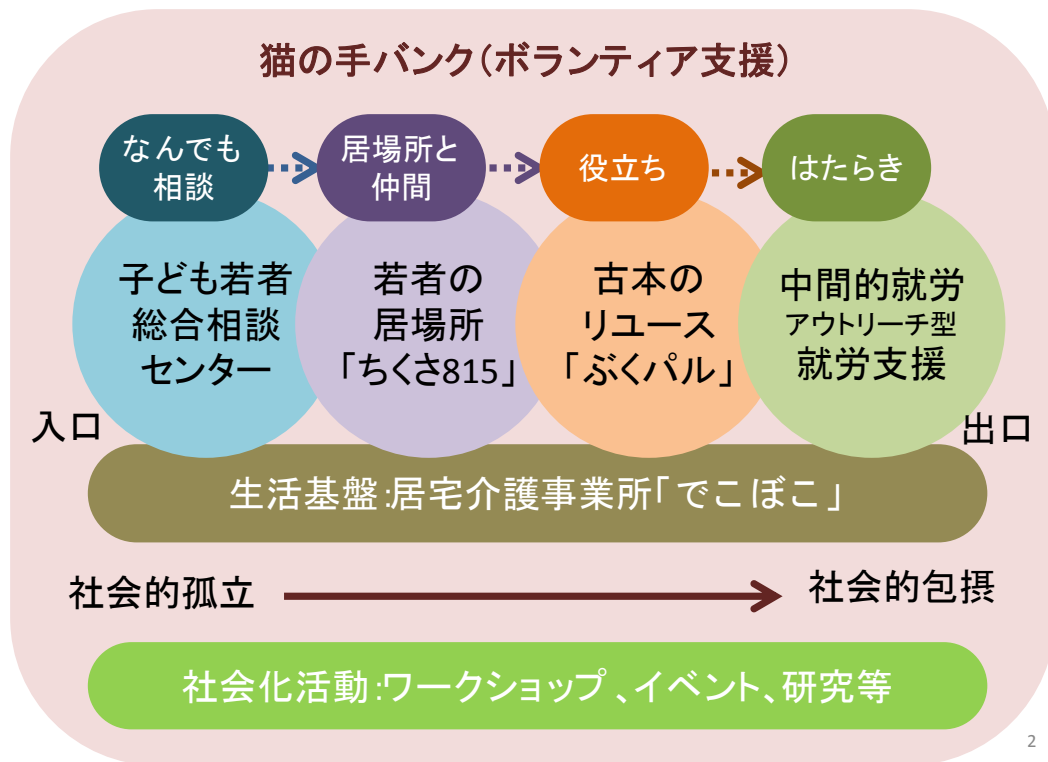 猫の手バンク(ボランティア支援)
なんでも
相談
居場所と
仲間
役立ち
はたらき
子ども若者
総合相談
センター
若者の
居場所
「ちくさ815」
古本の
リユース
「ぶくパル」
中間的就労
アウトリーチ型
就労支援
入口
出口
生活基盤:居宅介護事業所「でこぼこ」
社会的孤立
社会的包摂
社会化活動:ワークショップ、イベント、研究等
2